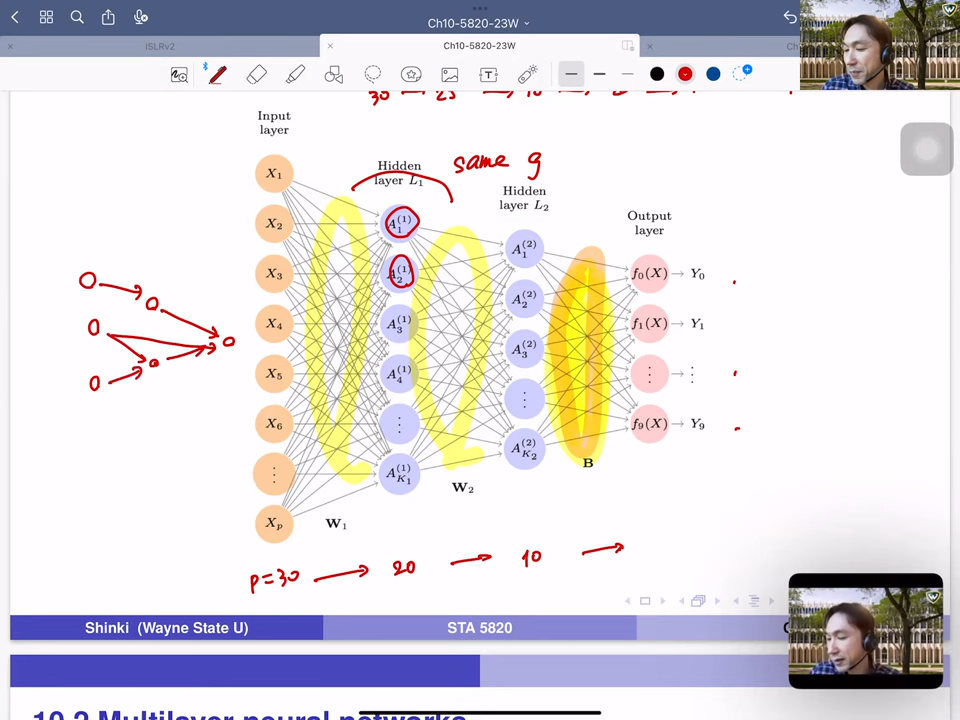 Ch10-5820-23W
ISLRv2
Ch10-5820-23W
Input layer
same g
Hidden layer L₁
Hidden layer L₂
Output layer
X₁
X₂
X₃
X₄
X₅
X₆
⋮
Xₚ
A₁⁽¹⁾
A₂⁽¹⁾
A₃⁽¹⁾
A₄⁽¹⁾
⋮
A_K₁⁽¹⁾
A₁⁽²⁾
A₂⁽²⁾
A₃⁽²⁾
⋮
A_K₂⁽²⁾
f₀(X) → Y₀
f₁(X) → Y₁
⋮ → ⋮
f₉(X) → Y₉
W₁
W₂
B
p=30 → 20 → 10 →
Shinki (Wayne State U)
STA 5820
10.2 Multilayer neural networks